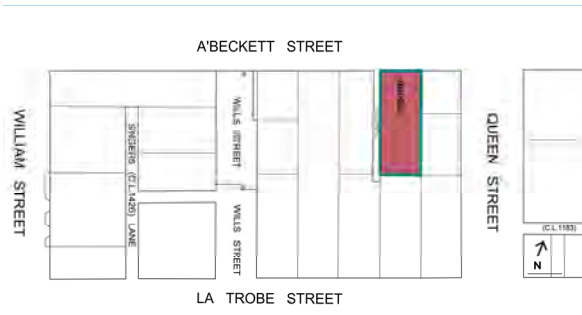 A'BECKETT STREET
WILLIAM STREET
SINGERS (C.L.1426) LANE
WILLS STREET
WILLS STREET
QUEEN STREET
(C.L.1183)
N
LA TROBE STREET